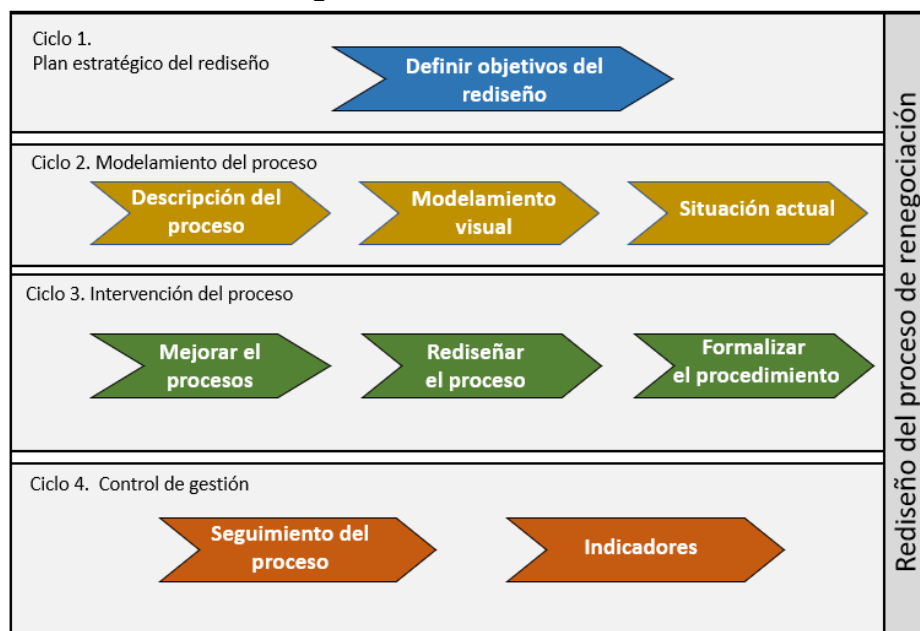 Ciclo 1.
Plan estratégico del rediseño
Definir objetivos del
rediseño
Ciclo 2. Modelamiento del proceso
Descripción del
proceso
Modelamiento
visual
Situación actual
Ciclo 3. Intervención del proceso
Mejorar el
procesos
Rediseñar
el proceso
Formalizar
el procedimiento
Ciclo 4. Control de gestión
Seguimiento del
proceso
Indicadores
Rediseño del proceso de renegociación